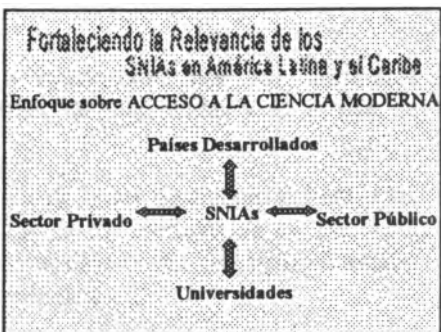 Fortaleciendo la Relevancia de los
SNIAs en América Latina y el Caribe
Enfoque sobre ACCESO A LA CIENCIA MODERNA
Países Desarrollados
Sector Privado SNIAs Sector Público
Universidades